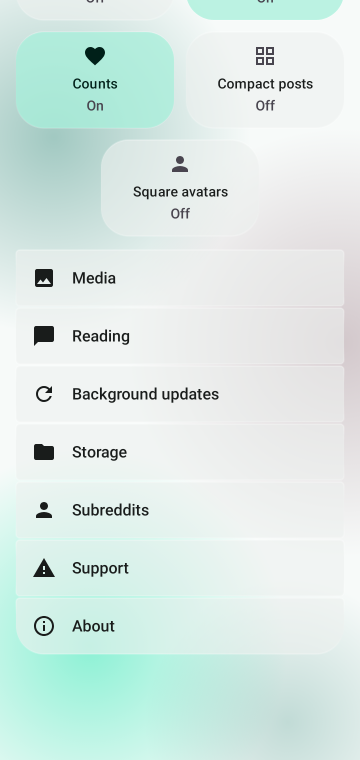 Counts
On
Compact posts
Off
Square avatars
Off
Media
Reading
Background updates
Storage
Subreddits
Support
About